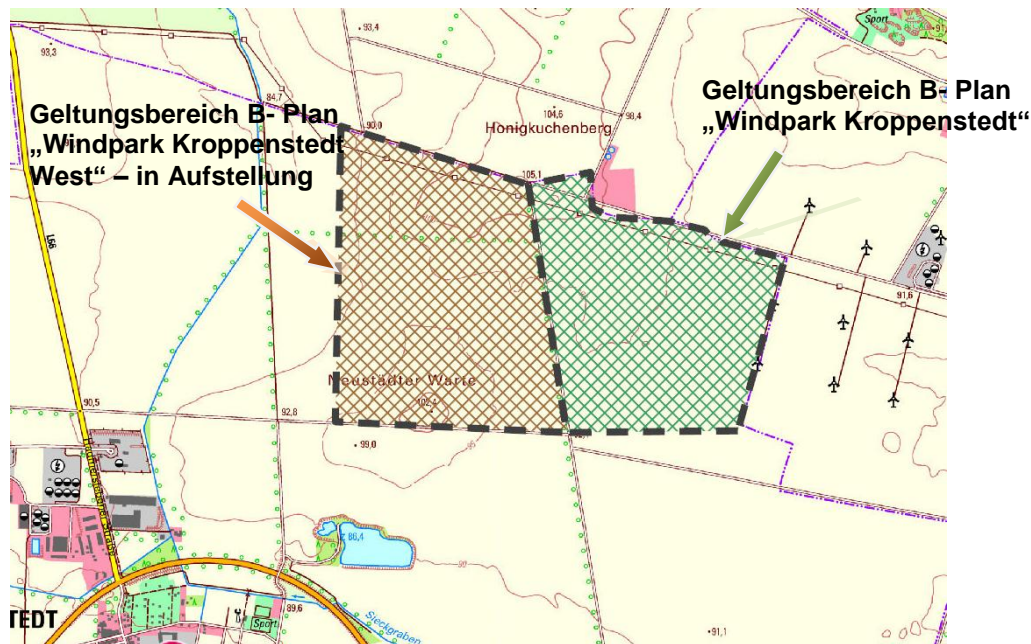 Sport
93,3
93,4
84,7
90,0
104,6
98,4
Honigkuchenberg
Geltungsbereich B- Plan
„Windpark Kroppenstedt
West“ – in Aufstellung
Geltungsbereich B- Plan
„Windpark Kroppenstedt“
105,1
L66
91,6
Neustädter Warte
102,4
90,5
92,8
99,0
86,4
90
TEDT
89,6
Sport
Sleckgraben
91,1